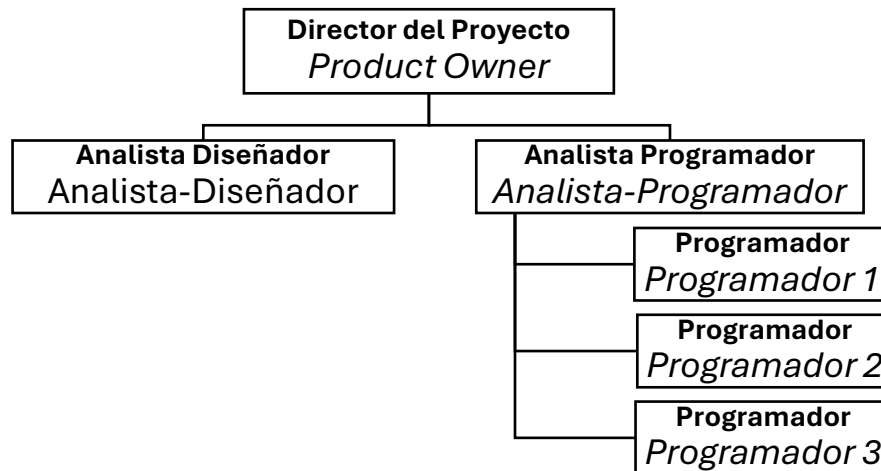 Director del Proyecto
Product Owner
Analista Diseñador
Analista-Diseñador
Analista Programador
Analista-Programador
Programador
Programador 1
Programador
Programador 2
Programador
Programador 3